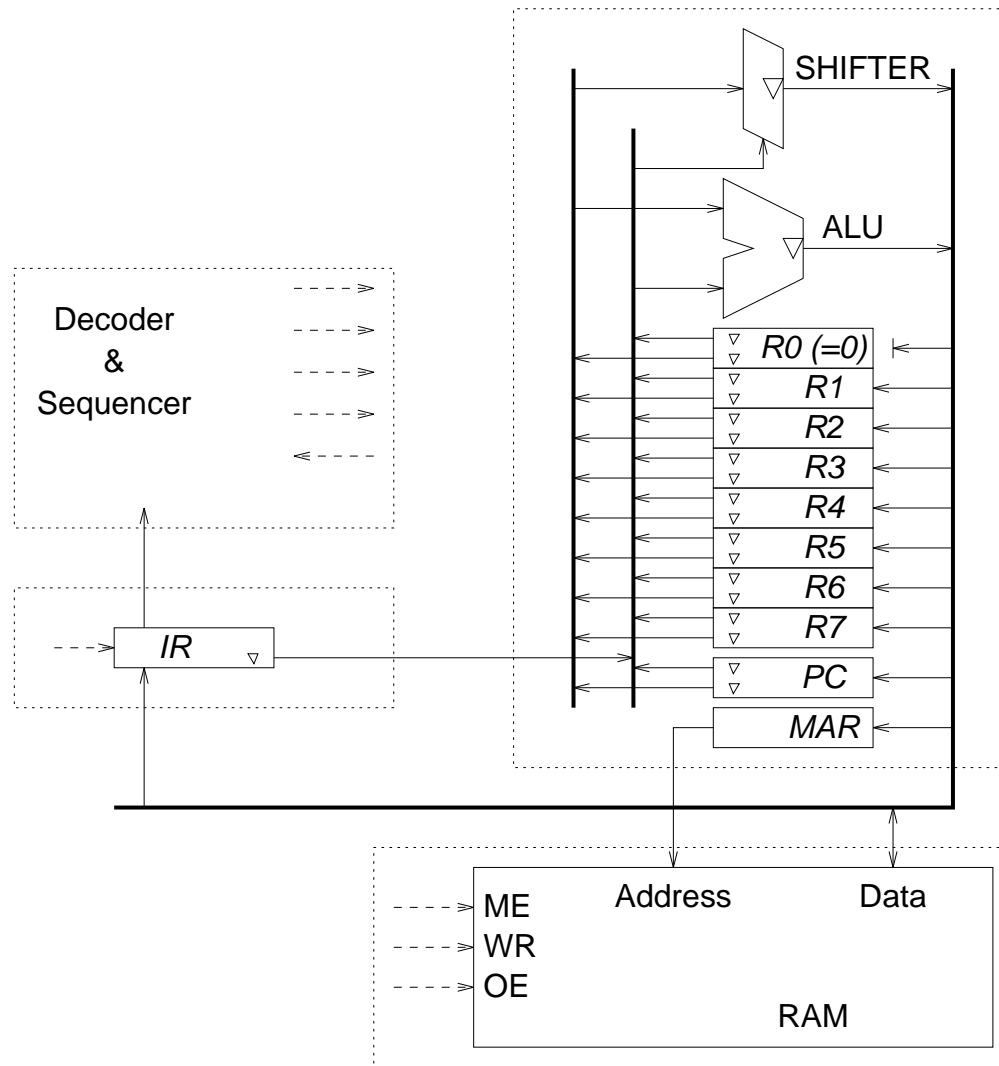 SHIFTER
ALU
Decoder
&
Sequencer
R0 (=0)
R1
R2
R3
R4
R5
R6
R7
IR
PC
MAR
Address
Data
ME
WR
OE
RAM